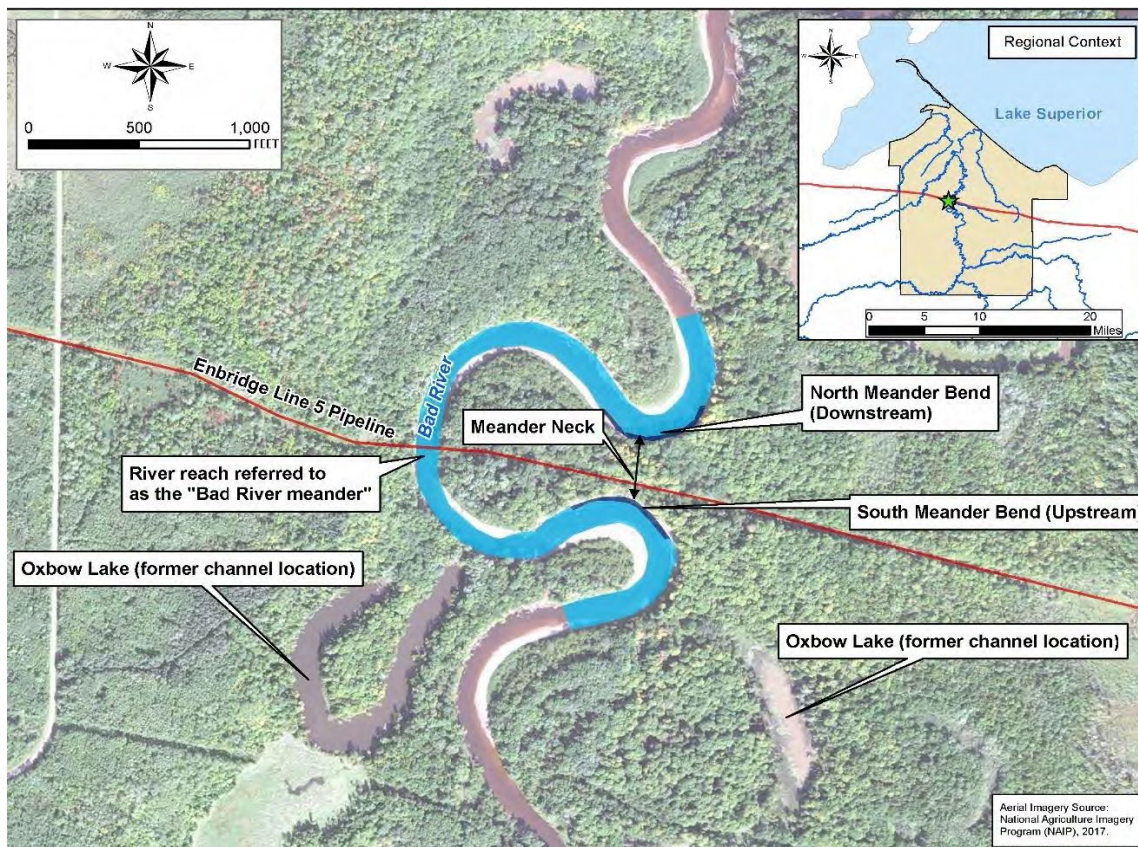 N
W
E
S
0
500
1,000
FEET
Regional Context
Lake Superior
0
5
10
20
Miles
Enbridge Line 5 Pipeline
Bad River
Meander Neck
North Meander Bend
(Downstream)
River reach referred to
as the "Bad River meander"
South Meander Bend (Upstream)
Oxbow Lake (former channel location)
Oxbow Lake (former channel location)
Aerial Imagery Source:
National Agriculture Imagery
Program (NAIP), 2017.